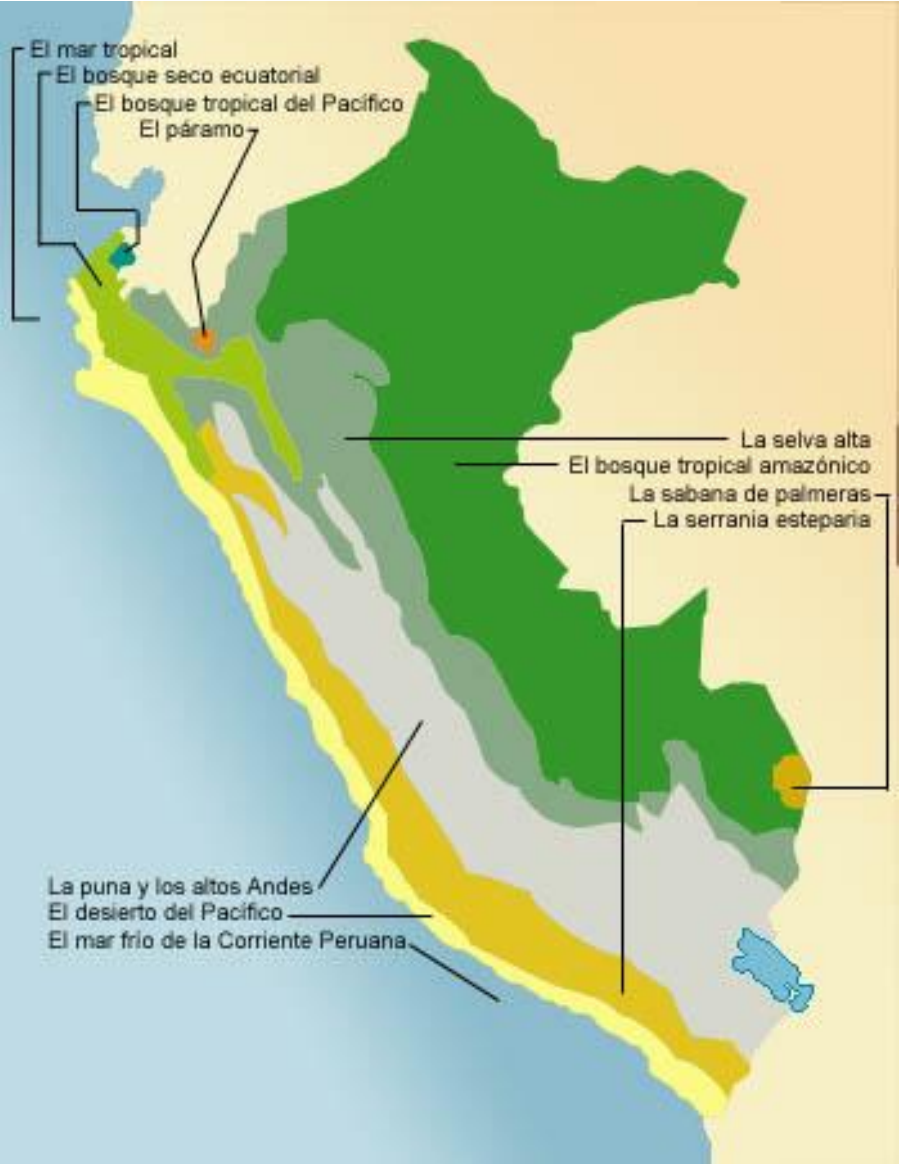 El mar tropical
El bosque seco ecuatorial
El bosque tropical del Pacífico
El páramo
La selva alta
El bosque tropical amazónico
La sabana de palmeras
La serrania esteparia
La puna y los altos Andes
El desierto del Pacífico
El mar frío de la Corriente Peruana